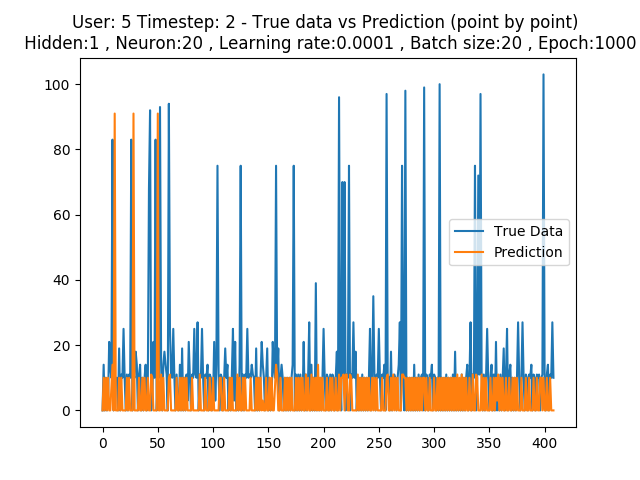 User: 5 Timestep: 2 - True data vs Prediction (point by point)
Hidden:1 , Neuron:20 , Learning rate:0.0001 , Batch size:20 , Epoch:1000
100
80
60
40
20
0
True Data
Prediction
0 50 100 150 200 250 300 350 400